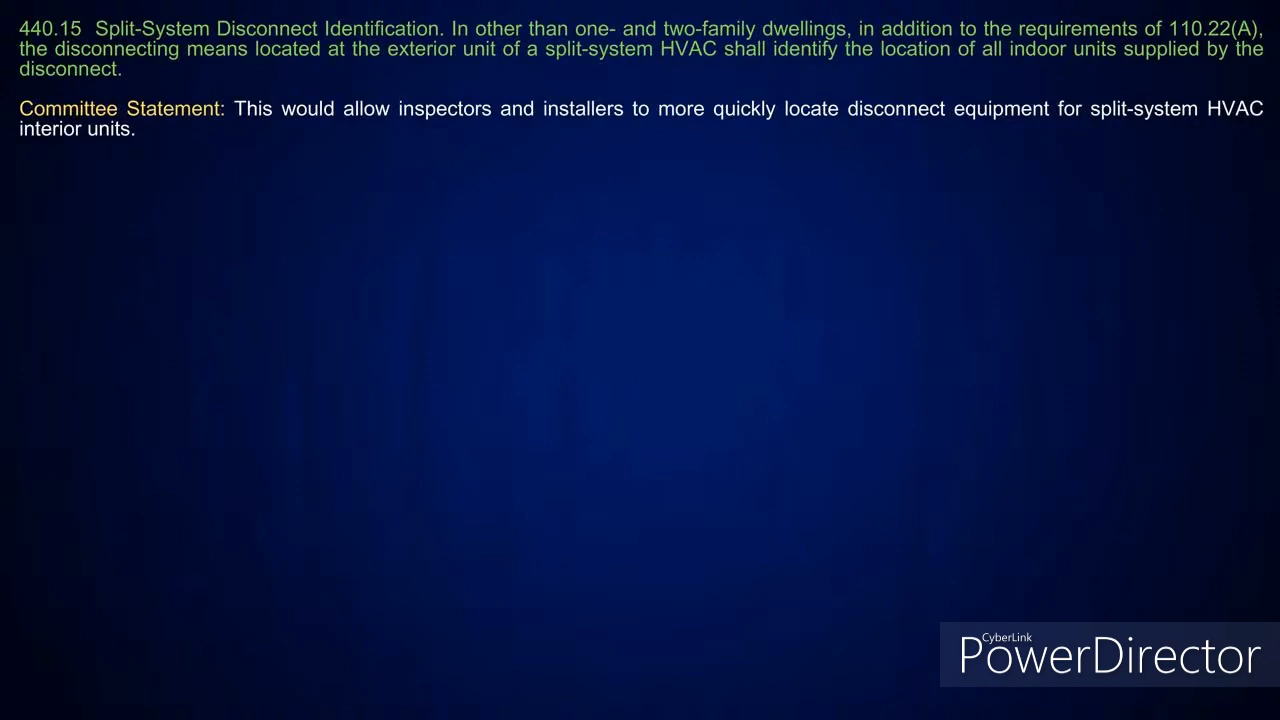 440.15  Split-System Disconnect Identification. In other than one- and two-family dwellings, in addition to the requirements of 110.22(A),
the disconnecting means located at the exterior unit of a split-system HVAC shall identify the location of all indoor units supplied by the
disconnect.
Committee Statement: This would allow inspectors and installers to more quickly locate disconnect equipment for split-system HVAC
interior units.
CyberLink
PowerDirector